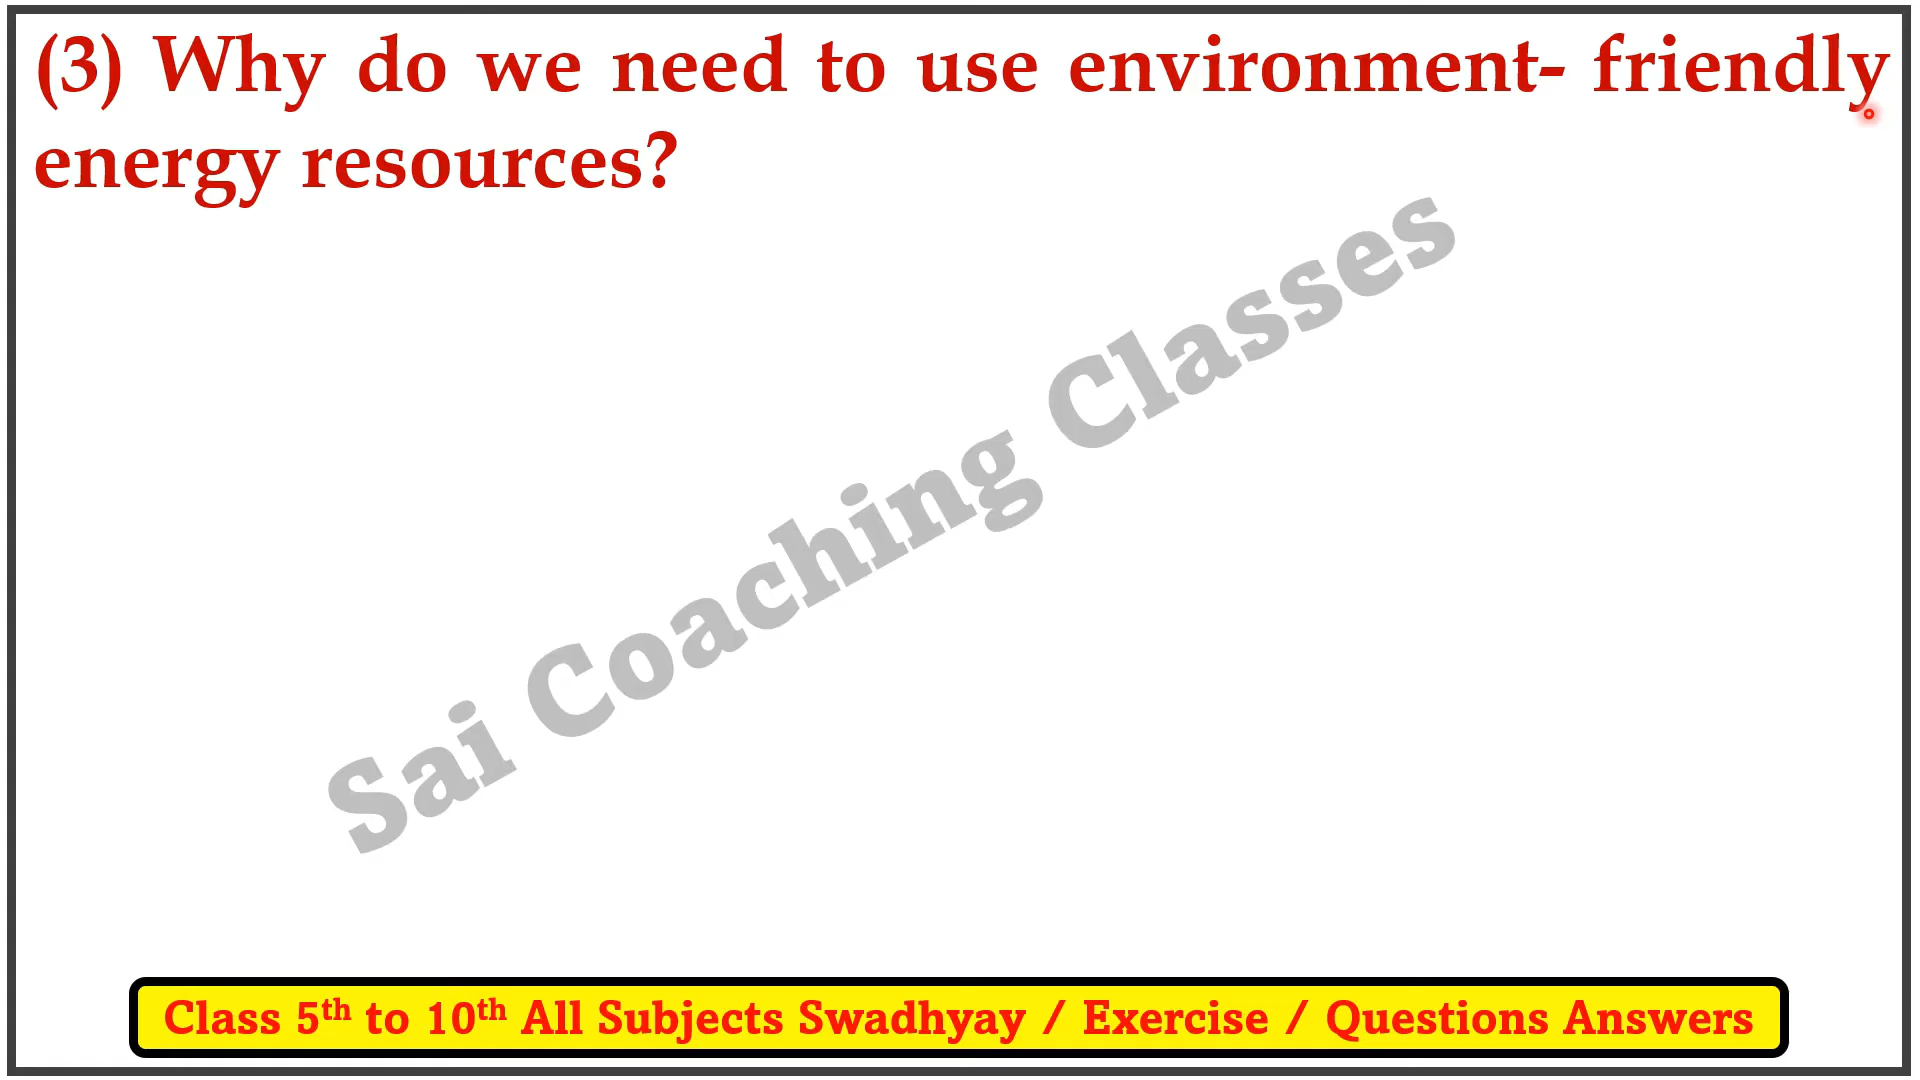 (3) Why do we need to use environment- friendly
energy resources?
Sai Coaching Classes
Class 5th to 10th All Subjects Swadhyay / Exercise / Questions Answers